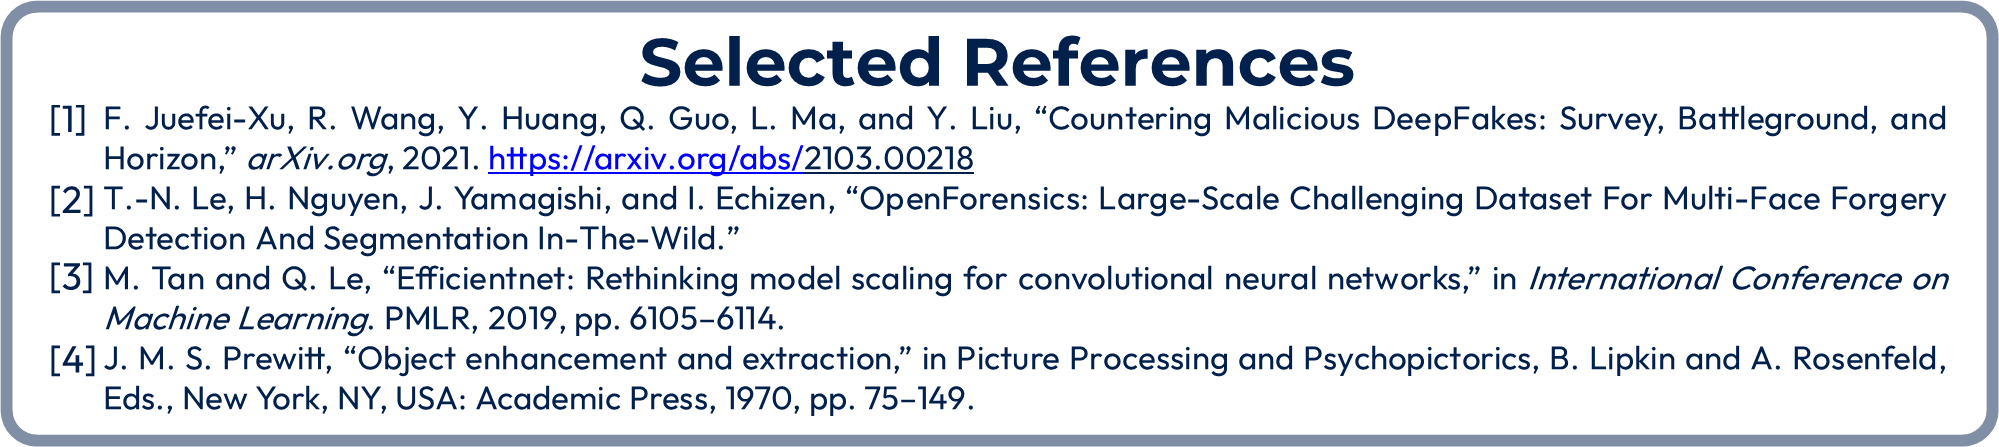 Selected References
[1] F. Juefei-Xu, R. Wang, Y. Huang, Q. Guo, L. Ma, and Y. Liu, “Countering Malicious DeepFakes: Survey, Battleground, and
Horizon,” arXiv.org, 2021. https://arxiv.org/abs/2103.00218
[2] T.-N. Le, H. Nguyen, J. Yamagishi, and I. Echizen, “OpenForensics: Large-Scale Challenging Dataset For Multi-Face Forgery
Detection And Segmentation In-The-Wild.”
[3] M. Tan and Q. Le, “Efficientnet: Rethinking model scaling for convolutional neural networks,” in International Conference on
Machine Learning. PMLR, 2019, pp. 6105–6114.
[4] J. M. S. Prewitt, “Object enhancement and extraction,” in Picture Processing and Psychopictorics, B. Lipkin and A. Rosenfeld,
Eds., New York, NY, USA: Academic Press, 1970, pp. 75–149.